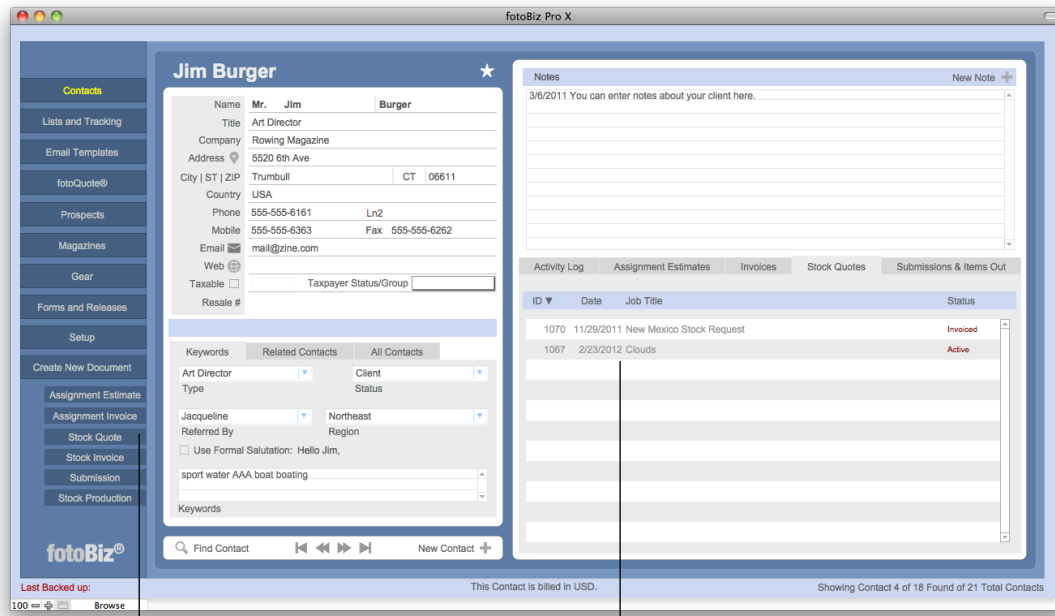 fotoBiz Pro X
Contacts
Lists and Tracking
Email Templates
fotoQuote®
Prospects
Magazines
Gear
Forms and Releases
Setup
Create New Document
Assignment Estimate
Assignment Invoice
Stock Quote
Stock Invoice
Submission
Stock Production
fotoBiz®
Jim Burger
Name Mr. Jim Burger
Title Art Director
Company Rowing Magazine
Address 5520 6th Ave
City | ST | ZIP Trumbull CT 06611
Country USA
Phone 555-555-6161 Ln2
Mobile 555-555-6363 Fax 555-555-6262
Email mail@zine.com
Web
Taxable Taxpayer Status/Group
Resale #
Keywords Related Contacts All Contacts
Art Director Client
Type Status
Jacqueline Northeast
Referred By Region
Use Formal Salutation: Hello Jim,
sport water AAA boat boating
Keywords
Find Contact New Contact
Notes New Note
3/6/2011 You can enter notes about your client here.
Activity Log Assignment Estimates Invoices Stock Quotes Submissions & Items Out
ID ▼ Date Job Title Status
1070 11/29/2011 New Mexico Stock Request Invoiced
1067 2/23/2012 Clouds Active
Last Backed up: This Contact is billed in USD. Showing Contact 4 of 18 Found of 21 Total Contacts
100 Browse